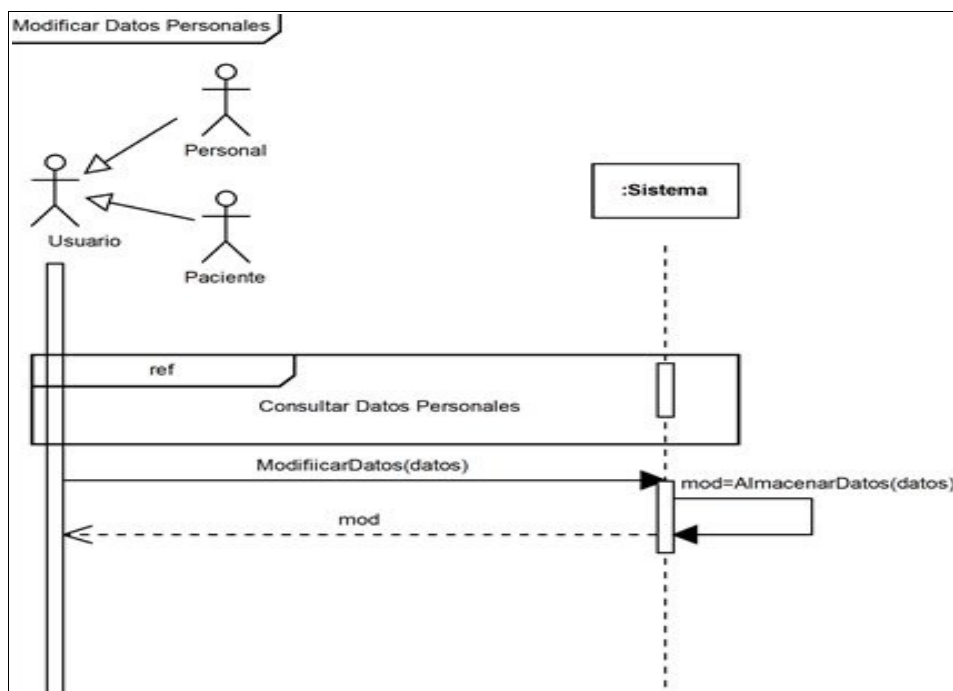 Modificar Datos Personales
Personal
:Sistema
Usuario
Paciente
ref
Consultar Datos Personales
ModifiicarDatos(datos)
mod=AlmacenarDatos(datos)
mod